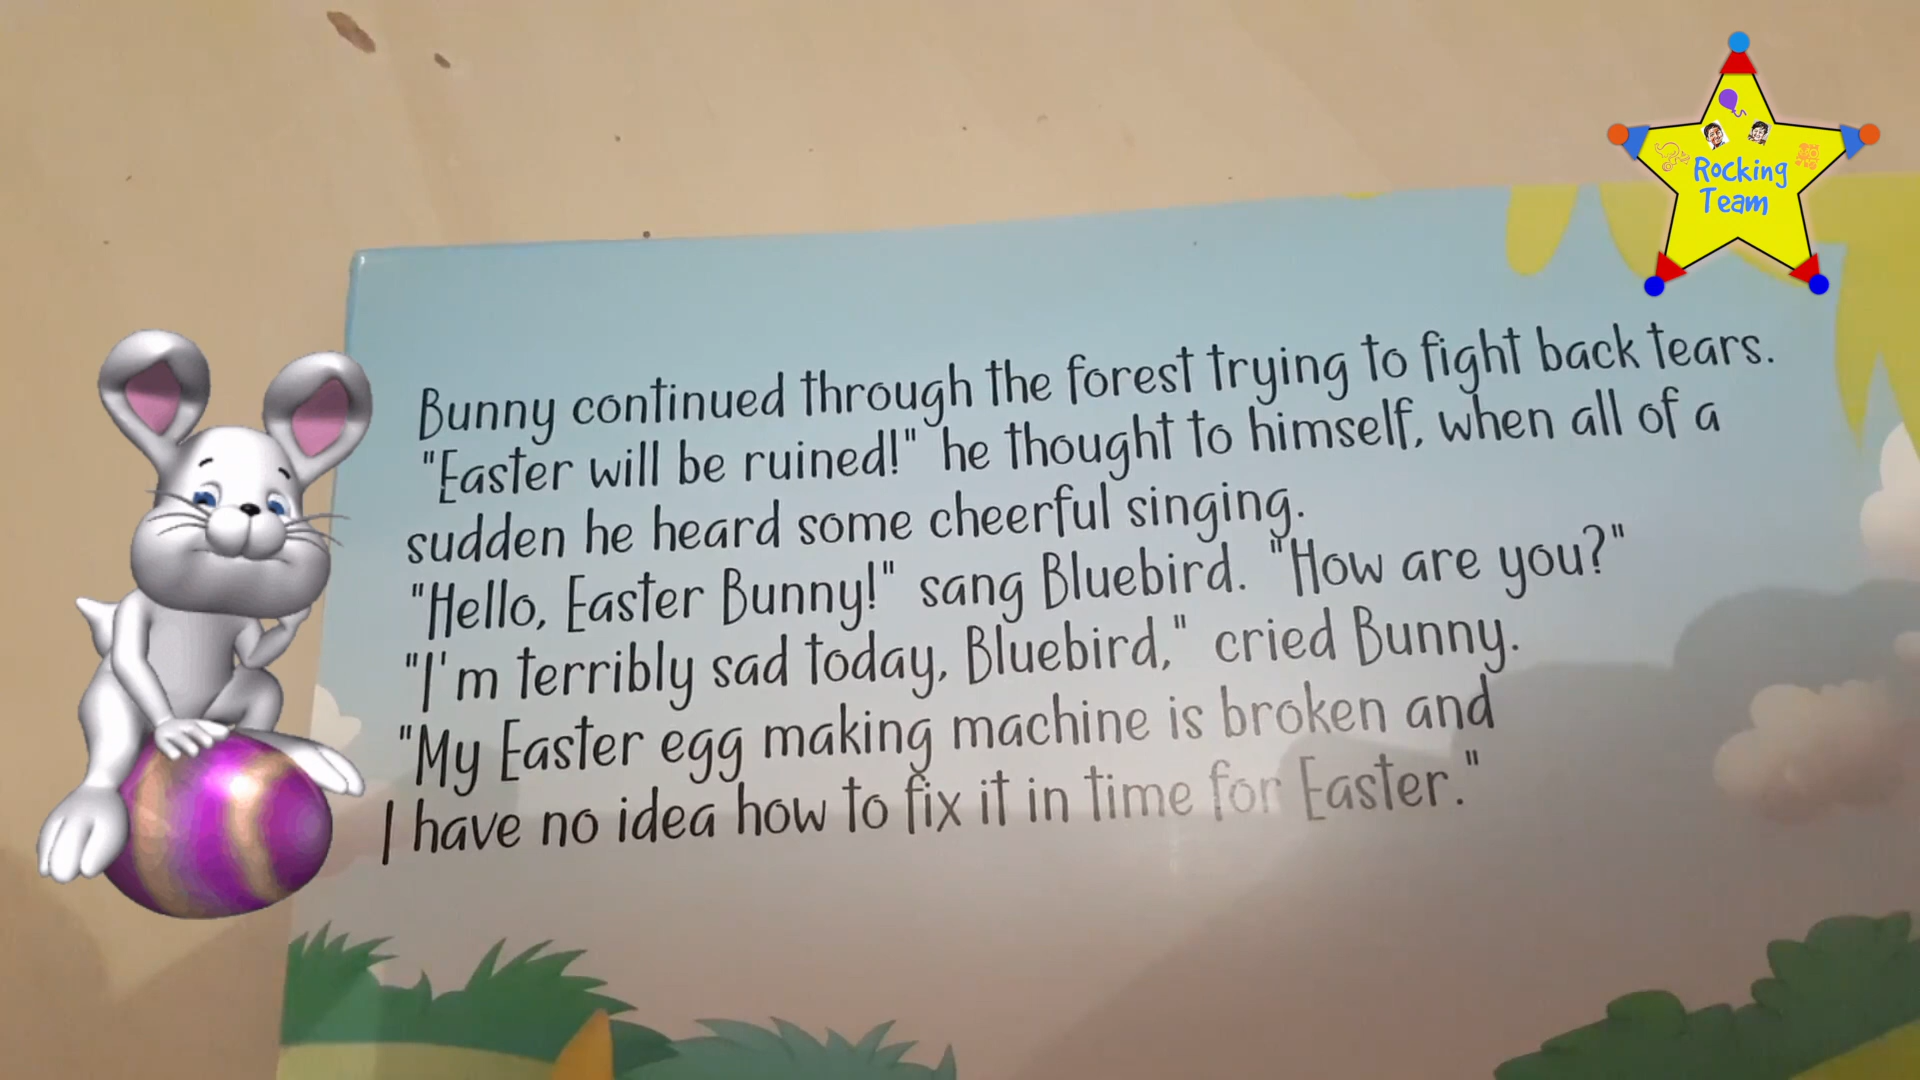 Rocking
Team
Bunny continued through the forest trying to fight back tears.
"Easter will be ruined!" he thought to himself, when all of a
sudden he heard some cheerful singing.
"Hello, Easter Bunny!" sang Bluebird. "How are you?"
"I'm terribly sad today, Bluebird," cried Bunny.
"My Easter egg making machine is broken and
I have no idea how to fix it in time for Easter."